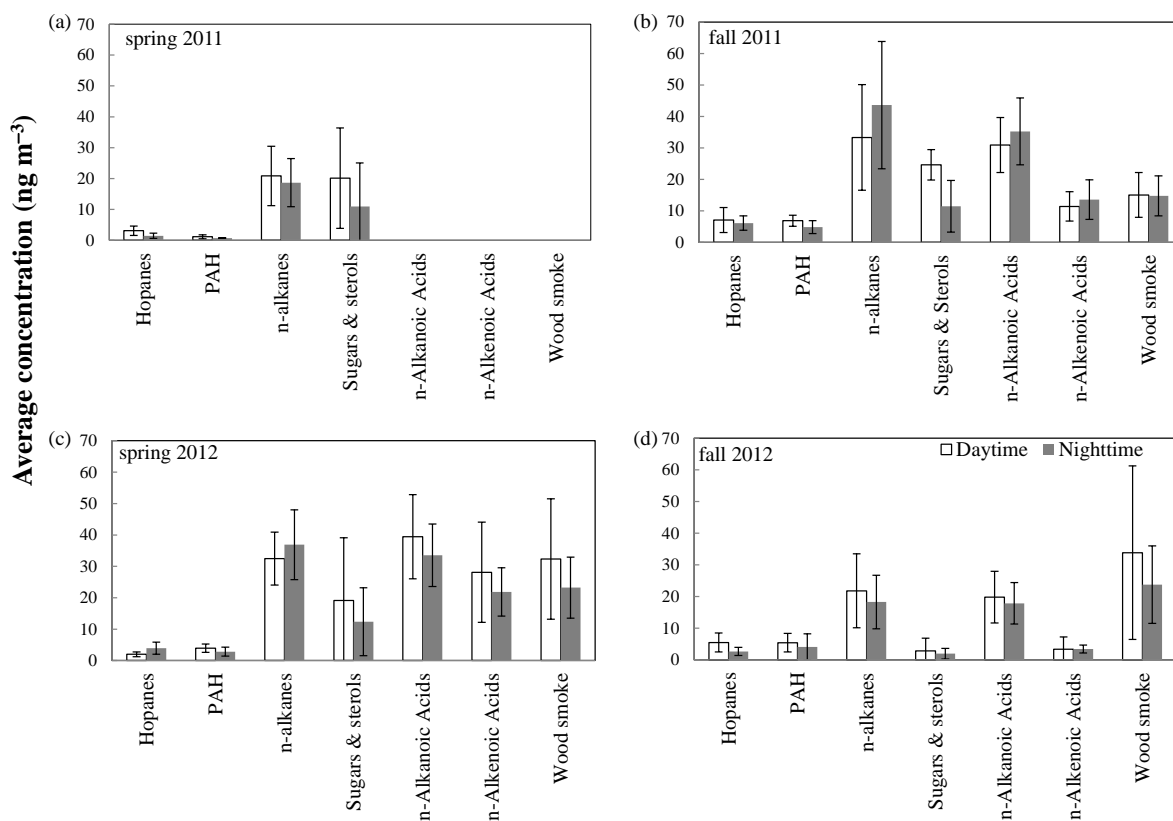 Average concentration (ng m⁻³)
(a)
spring 2011
70
60
50
40
30
20
10
0
Hopanes
PAH
n-alkanes
Sugars & sterols
n-Alkanoic Acids
n-Alkenoic Acids
Wood smoke
(b)
fall 2011
70
60
50
40
30
20
10
0
Hopanes
PAH
n-alkanes
Sugars & Sterols
n-Alkanoic Acids
n-Alkenoic Acids
Wood smoke
(c)
spring 2012
70
60
50
40
30
20
10
0
Hopanes
PAH
n-alkanes
Sugars & sterols
n-Alkanoic Acids
n-Alkenoic Acids
Wood smoke
(d)
fall 2012
Daytime Nighttime
70
60
50
40
30
20
10
0
Hopanes
PAH
n-alkanes
Sugars & sterols
n-Alkanoic Acids
n-Alkenoic Acids
Wood smoke